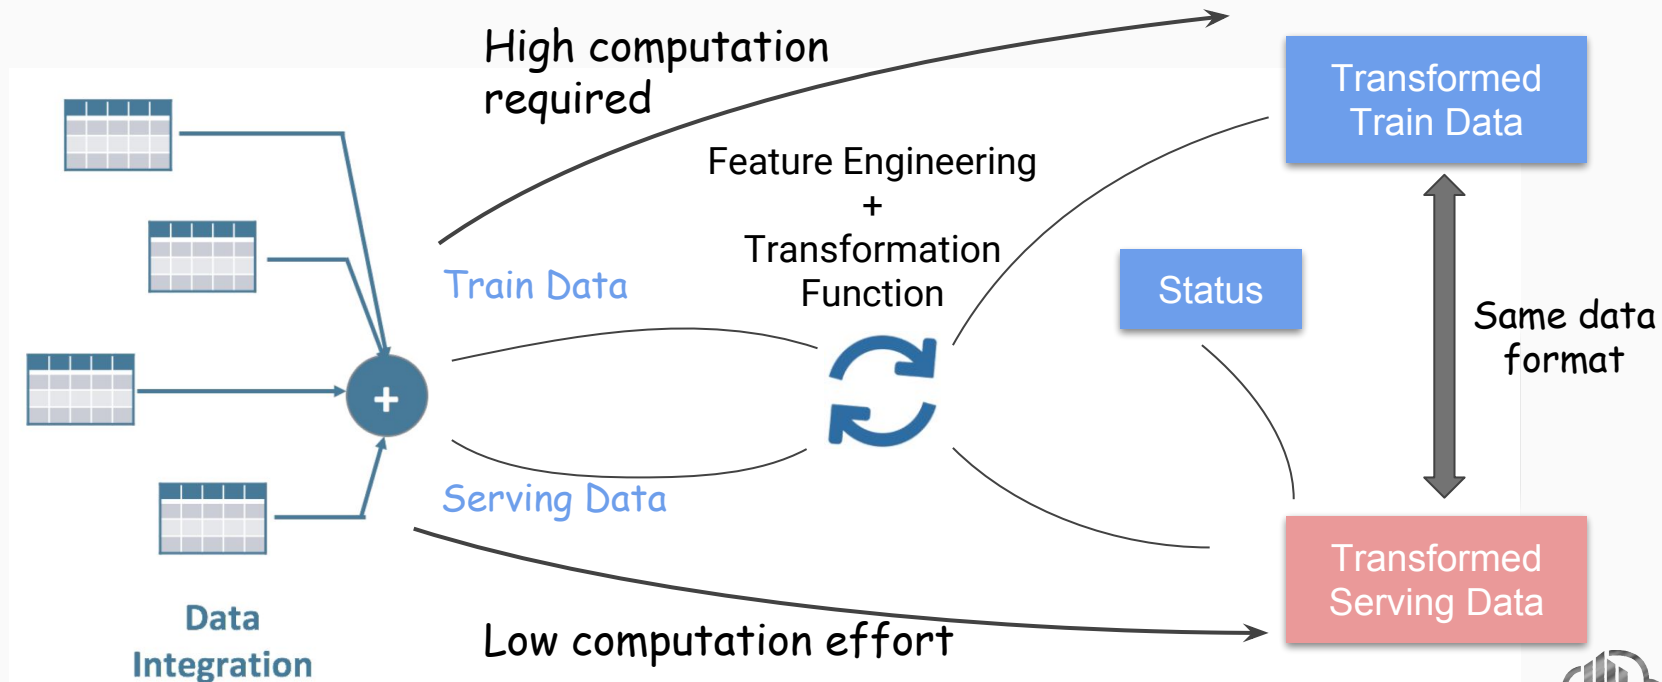 High computation
required
Transformed
Train Data
Feature Engineering
+
Transformation
Function
Train Data
Status
Same data
format
+
Serving Data
Transformed
Serving Data
Data
Integration
Low computation effort